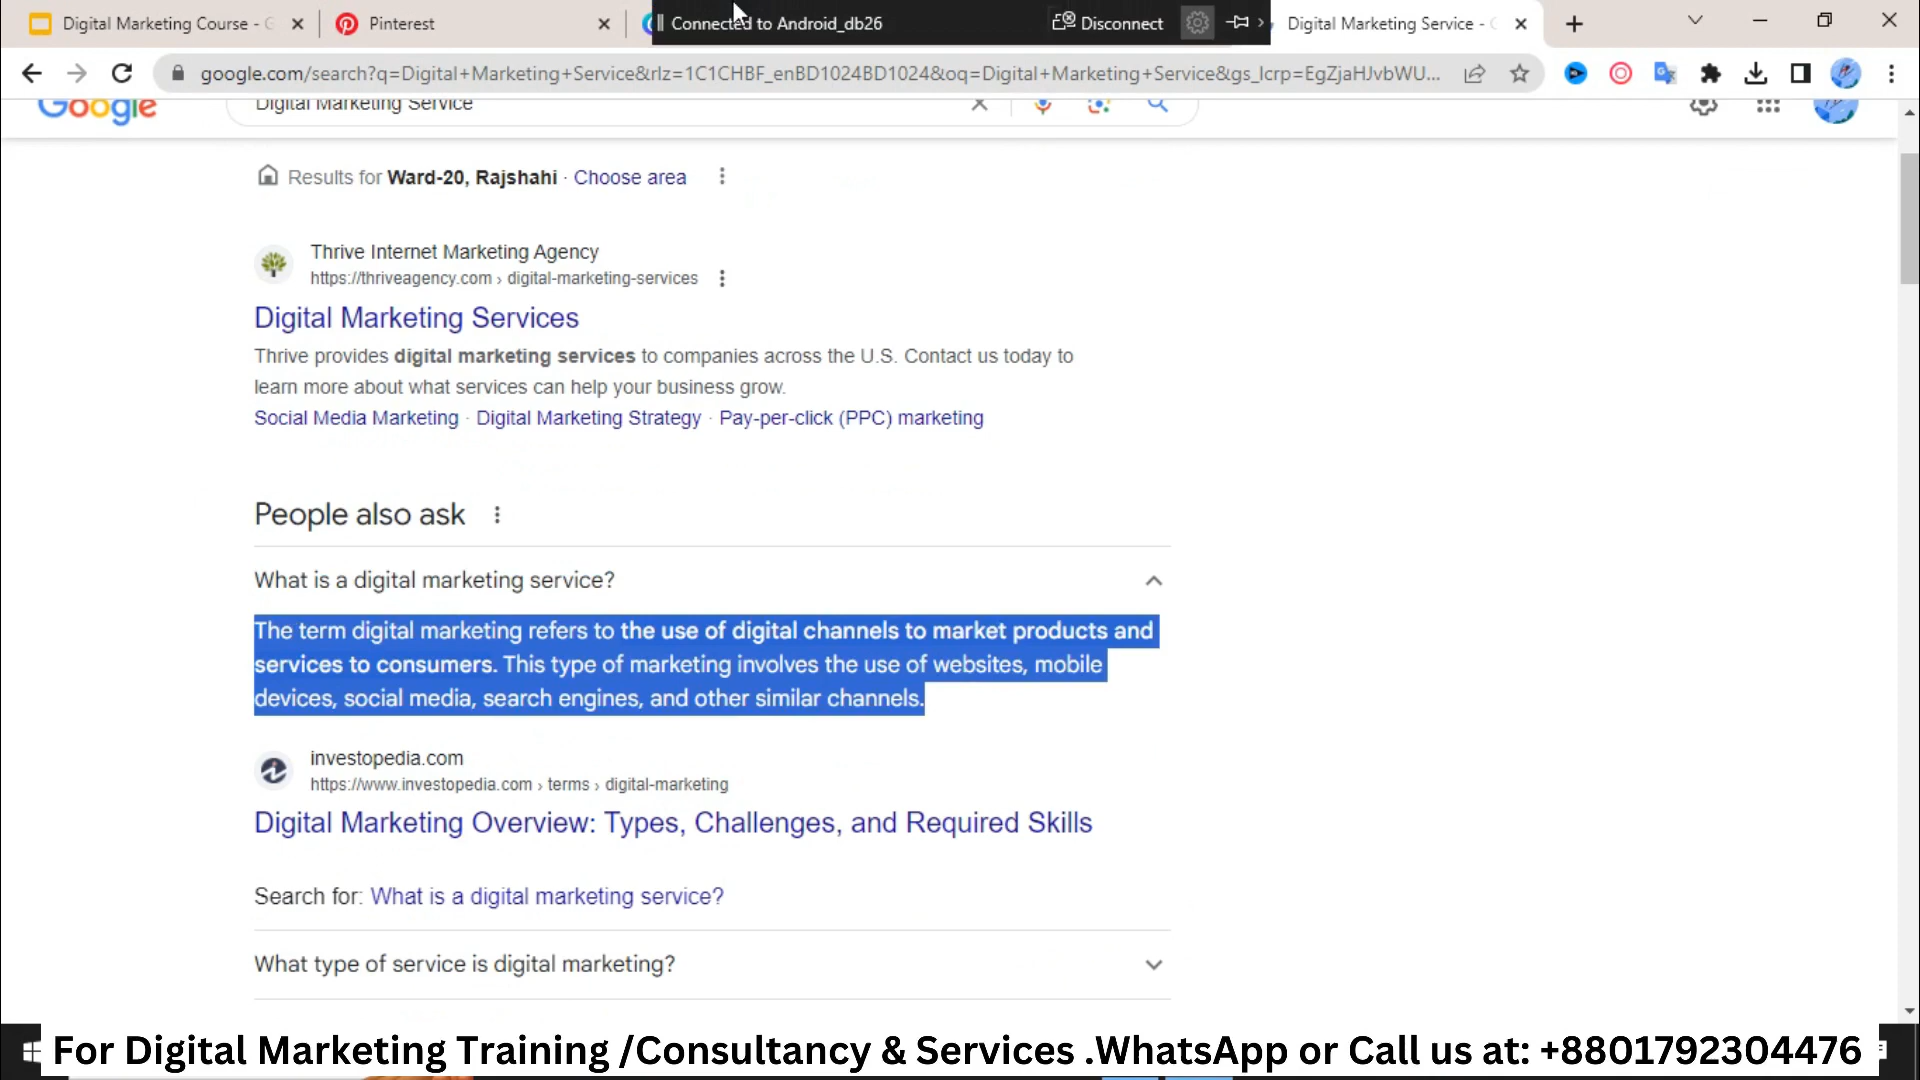 Digital Marketing Course - G
Pinterest
Connected to Android_db26
Disconnect
Digital Marketing Service - G
google.com/search?q=Digital+Marketing+Service&rlz=1C1CHBF_enBD1024BD1024&oq=Digital+Marketing+Service&gs_lcrp=EgZjaHJvbWU...
Google
Digital Marketing Service
Results for Ward-20, Rajshahi · Choose area
Thrive Internet Marketing Agency
https://thriveagency.com › digital-marketing-services
Digital Marketing Services
Thrive provides digital marketing services to companies across the U.S. Contact us today to
learn more about what services can help your business grow.
Social Media Marketing · Digital Marketing Strategy · Pay-per-click (PPC) marketing
People also ask
What is a digital marketing service?
The term digital marketing refers to the use of digital channels to market products and
services to consumers. This type of marketing involves the use of websites, mobile
devices, social media, search engines, and other similar channels.
investopedia.com
https://www.investopedia.com › terms › digital-marketing
Digital Marketing Overview: Types, Challenges, and Required Skills
Search for: What is a digital marketing service?
What type of service is digital marketing?
For Digital Marketing Training /Consultancy & Services .WhatsApp or Call us at: +8801792304476